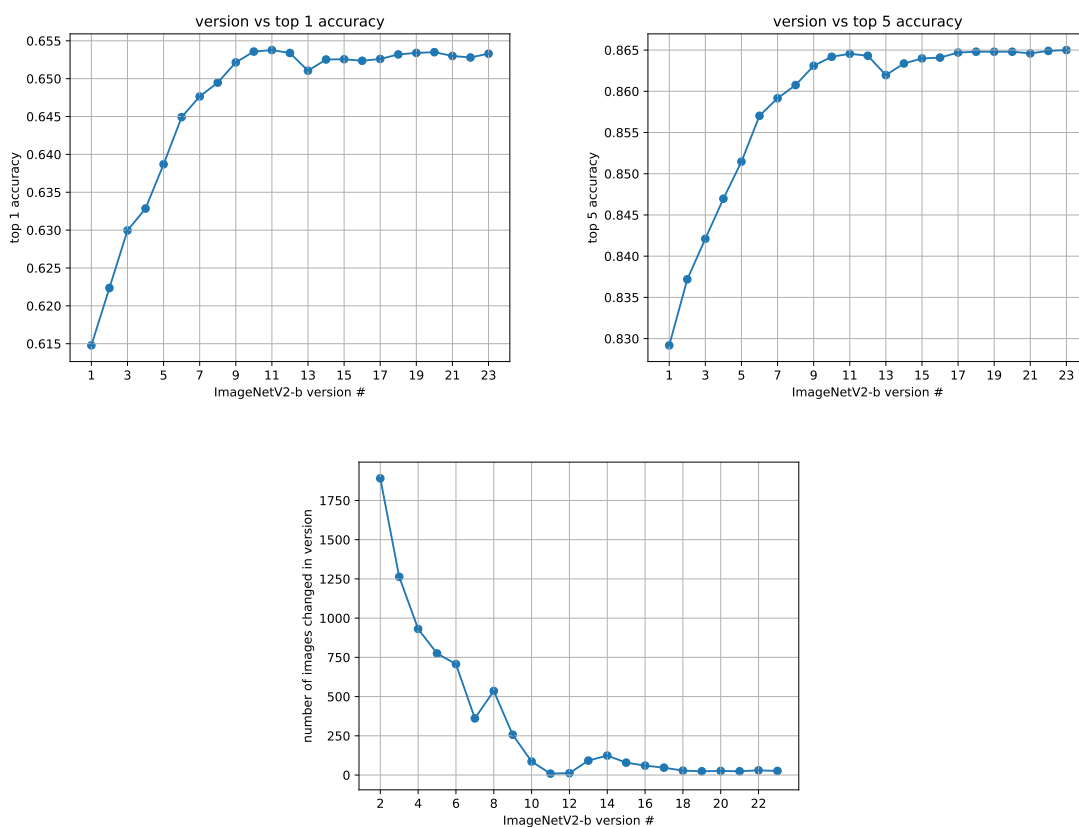 version vs top 1 accuracy
0.655
0.650
0.645
0.640
0.635
0.630
0.625
0.620
0.615
top 1 accuracy
1 3 5 7 9 11 13 15 17 19 21 23
ImageNetV2-b version #
version vs top 5 accuracy
0.865
0.860
0.855
0.850
0.845
0.840
0.835
0.830
top 5 accuracy
1 3 5 7 9 11 13 15 17 19 21 23
ImageNetV2-b version #
1750
1500
1250
1000
750
500
250
0
number of images changed in version
2 4 6 8 10 12 14 16 18 20 22
ImageNetV2-b version #